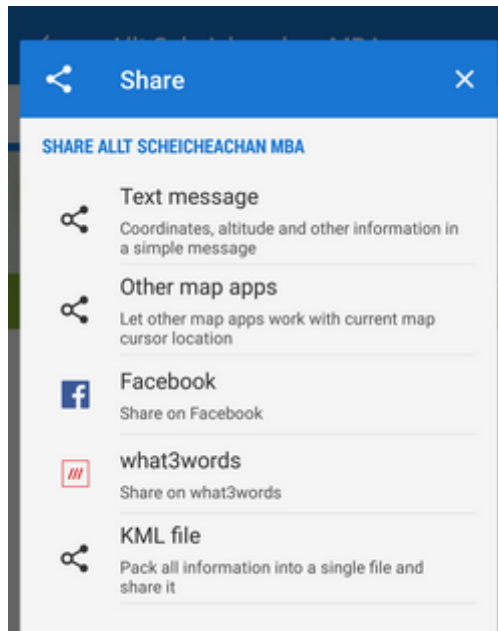 Share
SHARE ALLT SCHEICHEACHAN MBA
Text message
Coordinates, altitude and other information in
a simple message
Other map apps
Let other map apps work with current map
cursor location
Facebook
Share on Facebook
what3words
Share on what3words
KML file
Pack all information into a single file and
share it